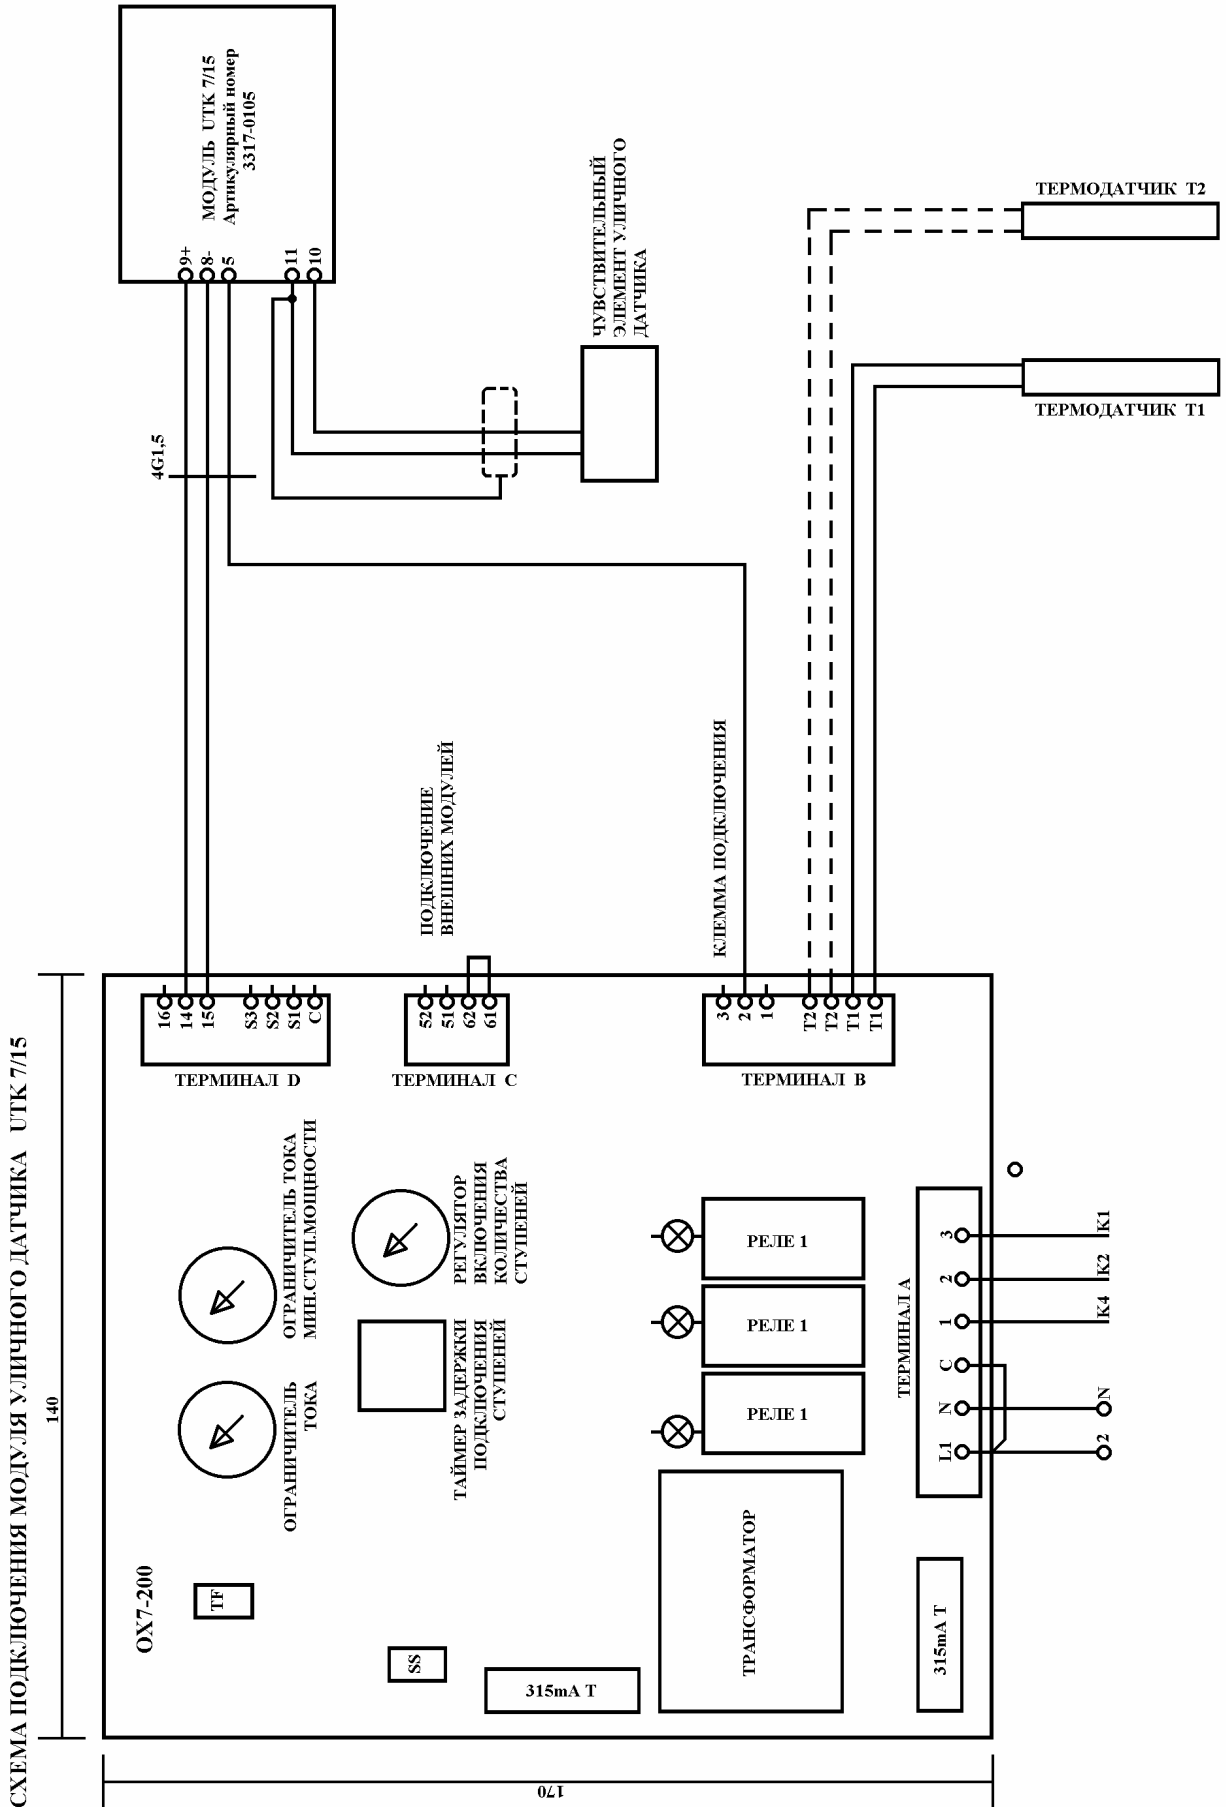 СХЕМА ПОДКЛЮЧЕНИЯ МОДУЛЯ УЛИЧНОГО ДАТЧИКА UTK 7/15
140
170
МОДУЛЬ UTK 7/15
Артикулярный номер
3317-0105
9+
8-
5
11
10
4G1,5
ЧУВСТВИТЕЛЬНЫЙ
ЭЛЕМЕНТ УЛИЧНОГО
ДАТЧИКА
ТЕРМОДАТЧИК T2
ТЕРМОДАТЧИК T1
ПОДКЛЮЧЕНИЕ
ВНЕШНИХ МОДУЛЕЙ
КЛЕММА ПОДКЛЮЧЕНИЯ
16
14
15
S3
S2
S1
C
ТЕРМИНАЛ D
52
51
62
61
ТЕРМИНАЛ C
3
2
1
T2
T2
T1
T1
ТЕРМИНАЛ B
ОГРАНИЧИТЕЛЬ ТОКА
МИН.СТУП.МОЩНОСТИ
РЕГУЛЯТОР
ВКЛЮЧЕНИЯ
КОЛИЧЕСТВА
СТУПЕНЕЙ
ОГРАНИЧИТЕЛЬ
ТОКА
ТАЙМЕР ЗАДЕРЖКИ
ПОДКЛЮЧЕНИЯ
СТУПЕНЕЙ
РЕЛЕ 1
РЕЛЕ 1
РЕЛЕ 1
ТЕРМИНАЛ A
3
2
1
C
N
L1
K1
K2
K4
N
2
OX7-200
TF
SS
315mA T
ТРАНСФОРМАТОР
315mA T